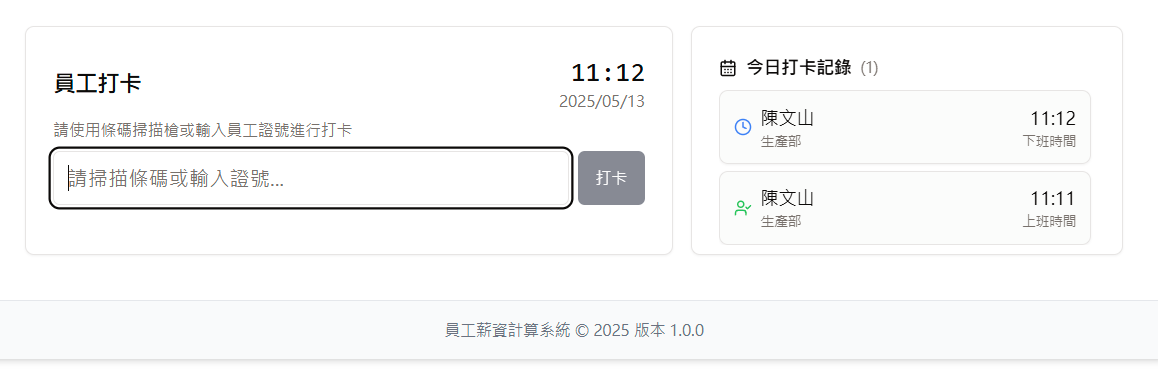 員工打卡
11:12
2025/05/13
請使用條碼掃描槍或輸入員工證號進行打卡
請掃描條碼或輸入證號...
打卡
今日打卡記錄 (1)
陳文山
11:12
生產部
下班時間
陳文山
11:11
生產部
上班時間
員工薪資計算系統 © 2025 版本 1.0.0